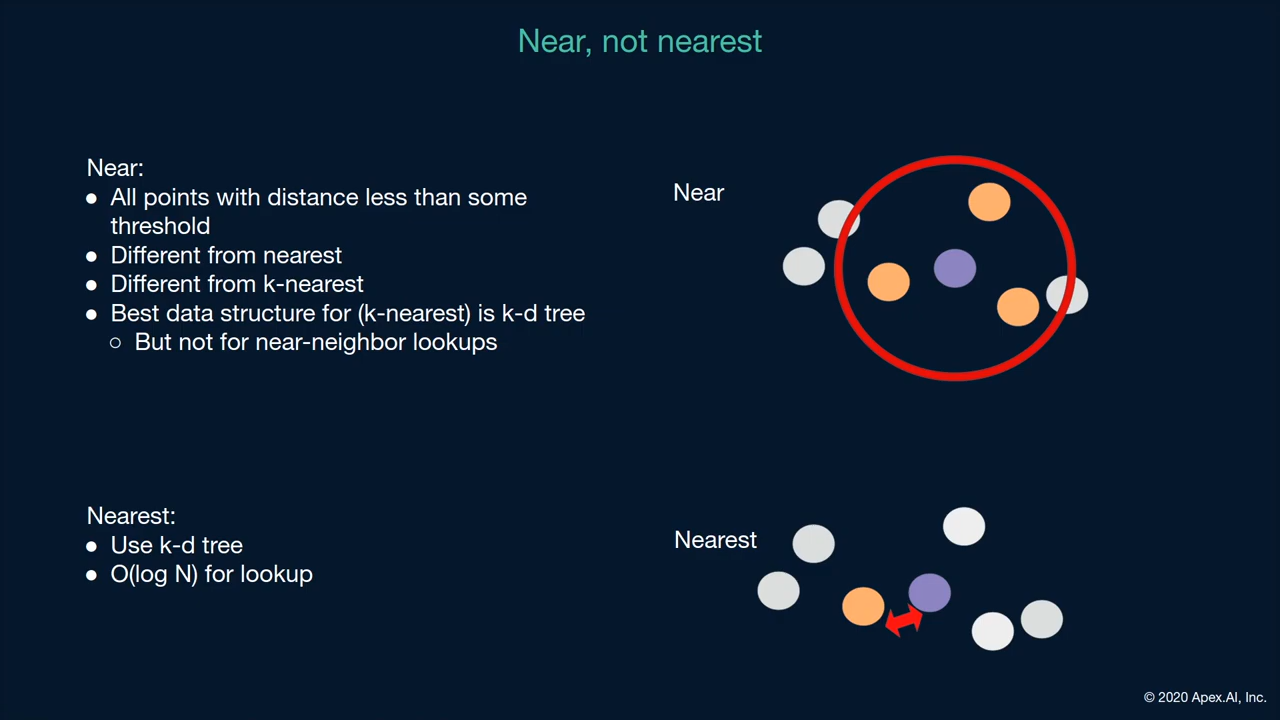 Near, not nearest
Near:
● All points with distance less than some
threshold
● Different from nearest
● Different from k-nearest
● Best data structure for (k-nearest) is k-d tree
○ But not for near-neighbor lookups
Near
Nearest:
● Use k-d tree
● O(log N) for lookup
Nearest
© 2020 Apex.AI, Inc.